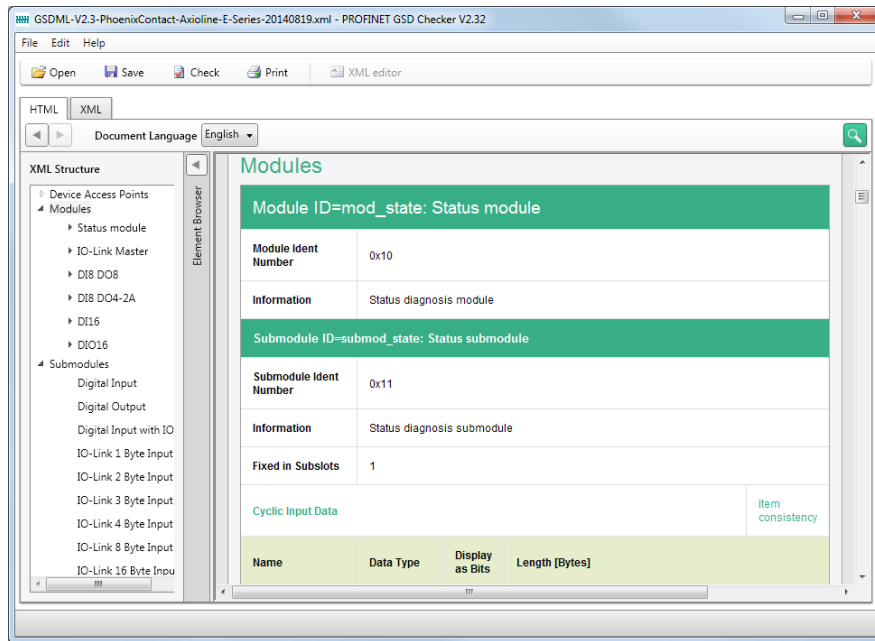 GSDML-V2.3-PhoenixContact-Axioline-E-Series-20140819.xml - PROFINET GSD Checker V2.32
File Edit Help
Open Save Check Print XML editor
HTML XML
Document Language English
XML Structure
Device Access Points
Modules
Status module
IO-Link Master
DI8 DO8
DI8 DO4-2A
DI16
DIO16
Submodules
Digital Input
Digital Output
Digital Input with IO
IO-Link 1 Byte Input
IO-Link 2 Byte Input
IO-Link 3 Byte Input
IO-Link 4 Byte Input
IO-Link 8 Byte Input
IO-Link 16 Byte Inpu
Element Browser
Modules
Module ID=mod_state: Status module
Module Ident
Number
0x10
Information
Status diagnosis module
Submodule ID=submod_state: Status submodule
Submodule Ident
Number
0x11
Information
Status diagnosis submodule
Fixed in Subslots
1
Cyclic Input Data
Item
consistency
Name
Data Type
Display
as Bits
Length [Bytes]